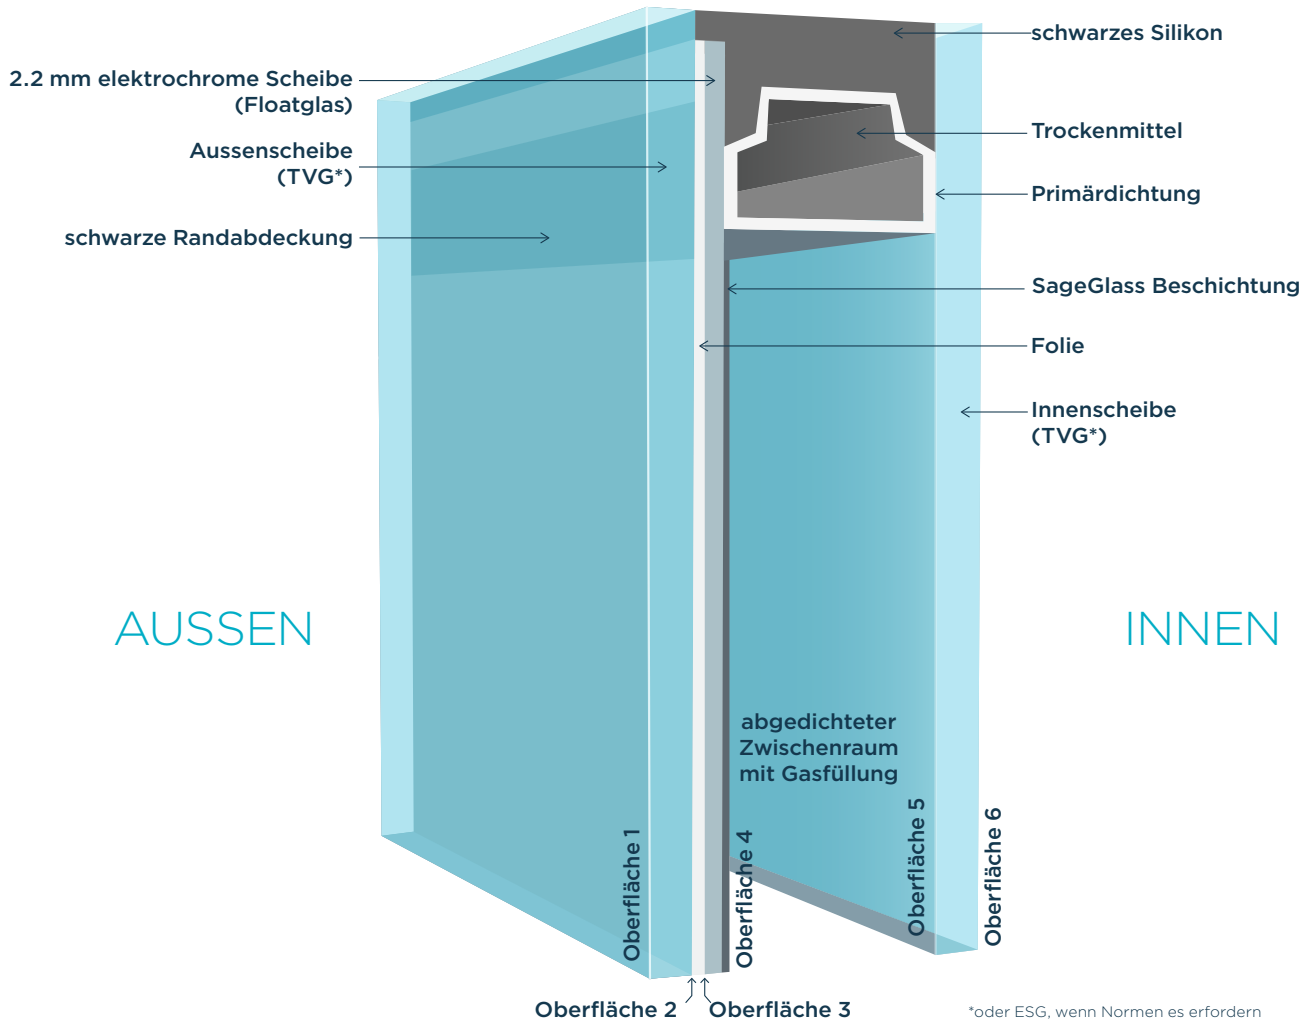 schwarzes Silikon
2.2 mm elektrochrome Scheibe
(Floatglas)
Trockenmittel
Aussenscheibe
(TVG*)
Primärdichtung
schwarze Randabdeckung
SageGlass Beschichtung
Folie
Innenscheibe
(TVG*)
AUSSEN
INNEN
abgedichteter
Zwischenraum
mit Gasfüllung
Oberfläche 1
Oberfläche 4
Oberfläche 5
Oberfläche 6
Oberfläche 2
Oberfläche 3
*oder ESG, wenn Normen es erfordern